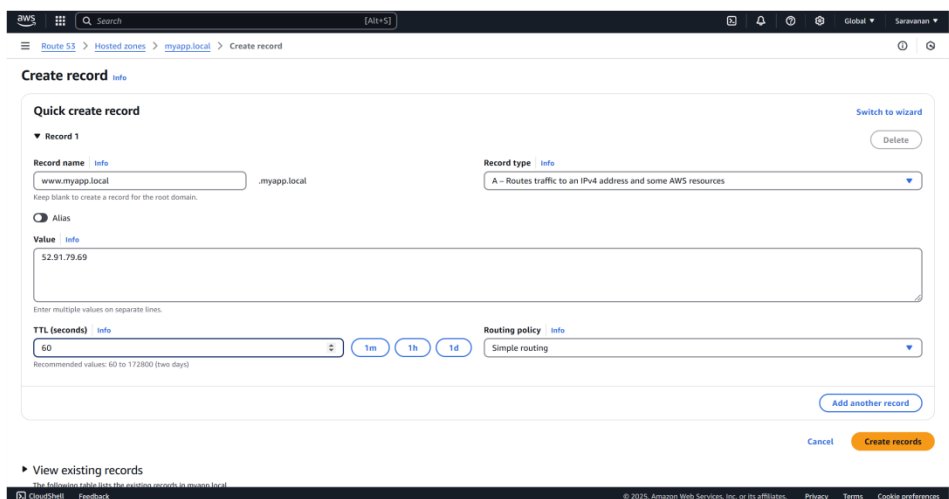 aws Search [Alt+S] Global ▼ Saravanan ▼
Route 53 > Hosted zones > myapp.local > Create record
Create record Info
Quick create record Switch to wizard
▼ Record 1 Delete
Record name | Info Record type | Info
www.myapp.local .myapp.local A – Routes traffic to an IPv4 address and some AWS resources
Keep blank to create a record for the root domain.
Alias
Value | Info
52.91.79.69
Enter multiple values on separate lines.
TTL (seconds) | Info Routing policy | Info
60 1m 1h 1d Simple routing
Recommended values: 60 to 172800 (two days)
Add another record
Cancel Create records
▶ View existing records
The following table lists the existing records in myapp.local
CloudShell Feedback © 2025, Amazon Web Services, Inc. or its affiliates. Privacy Terms Cookie preferences